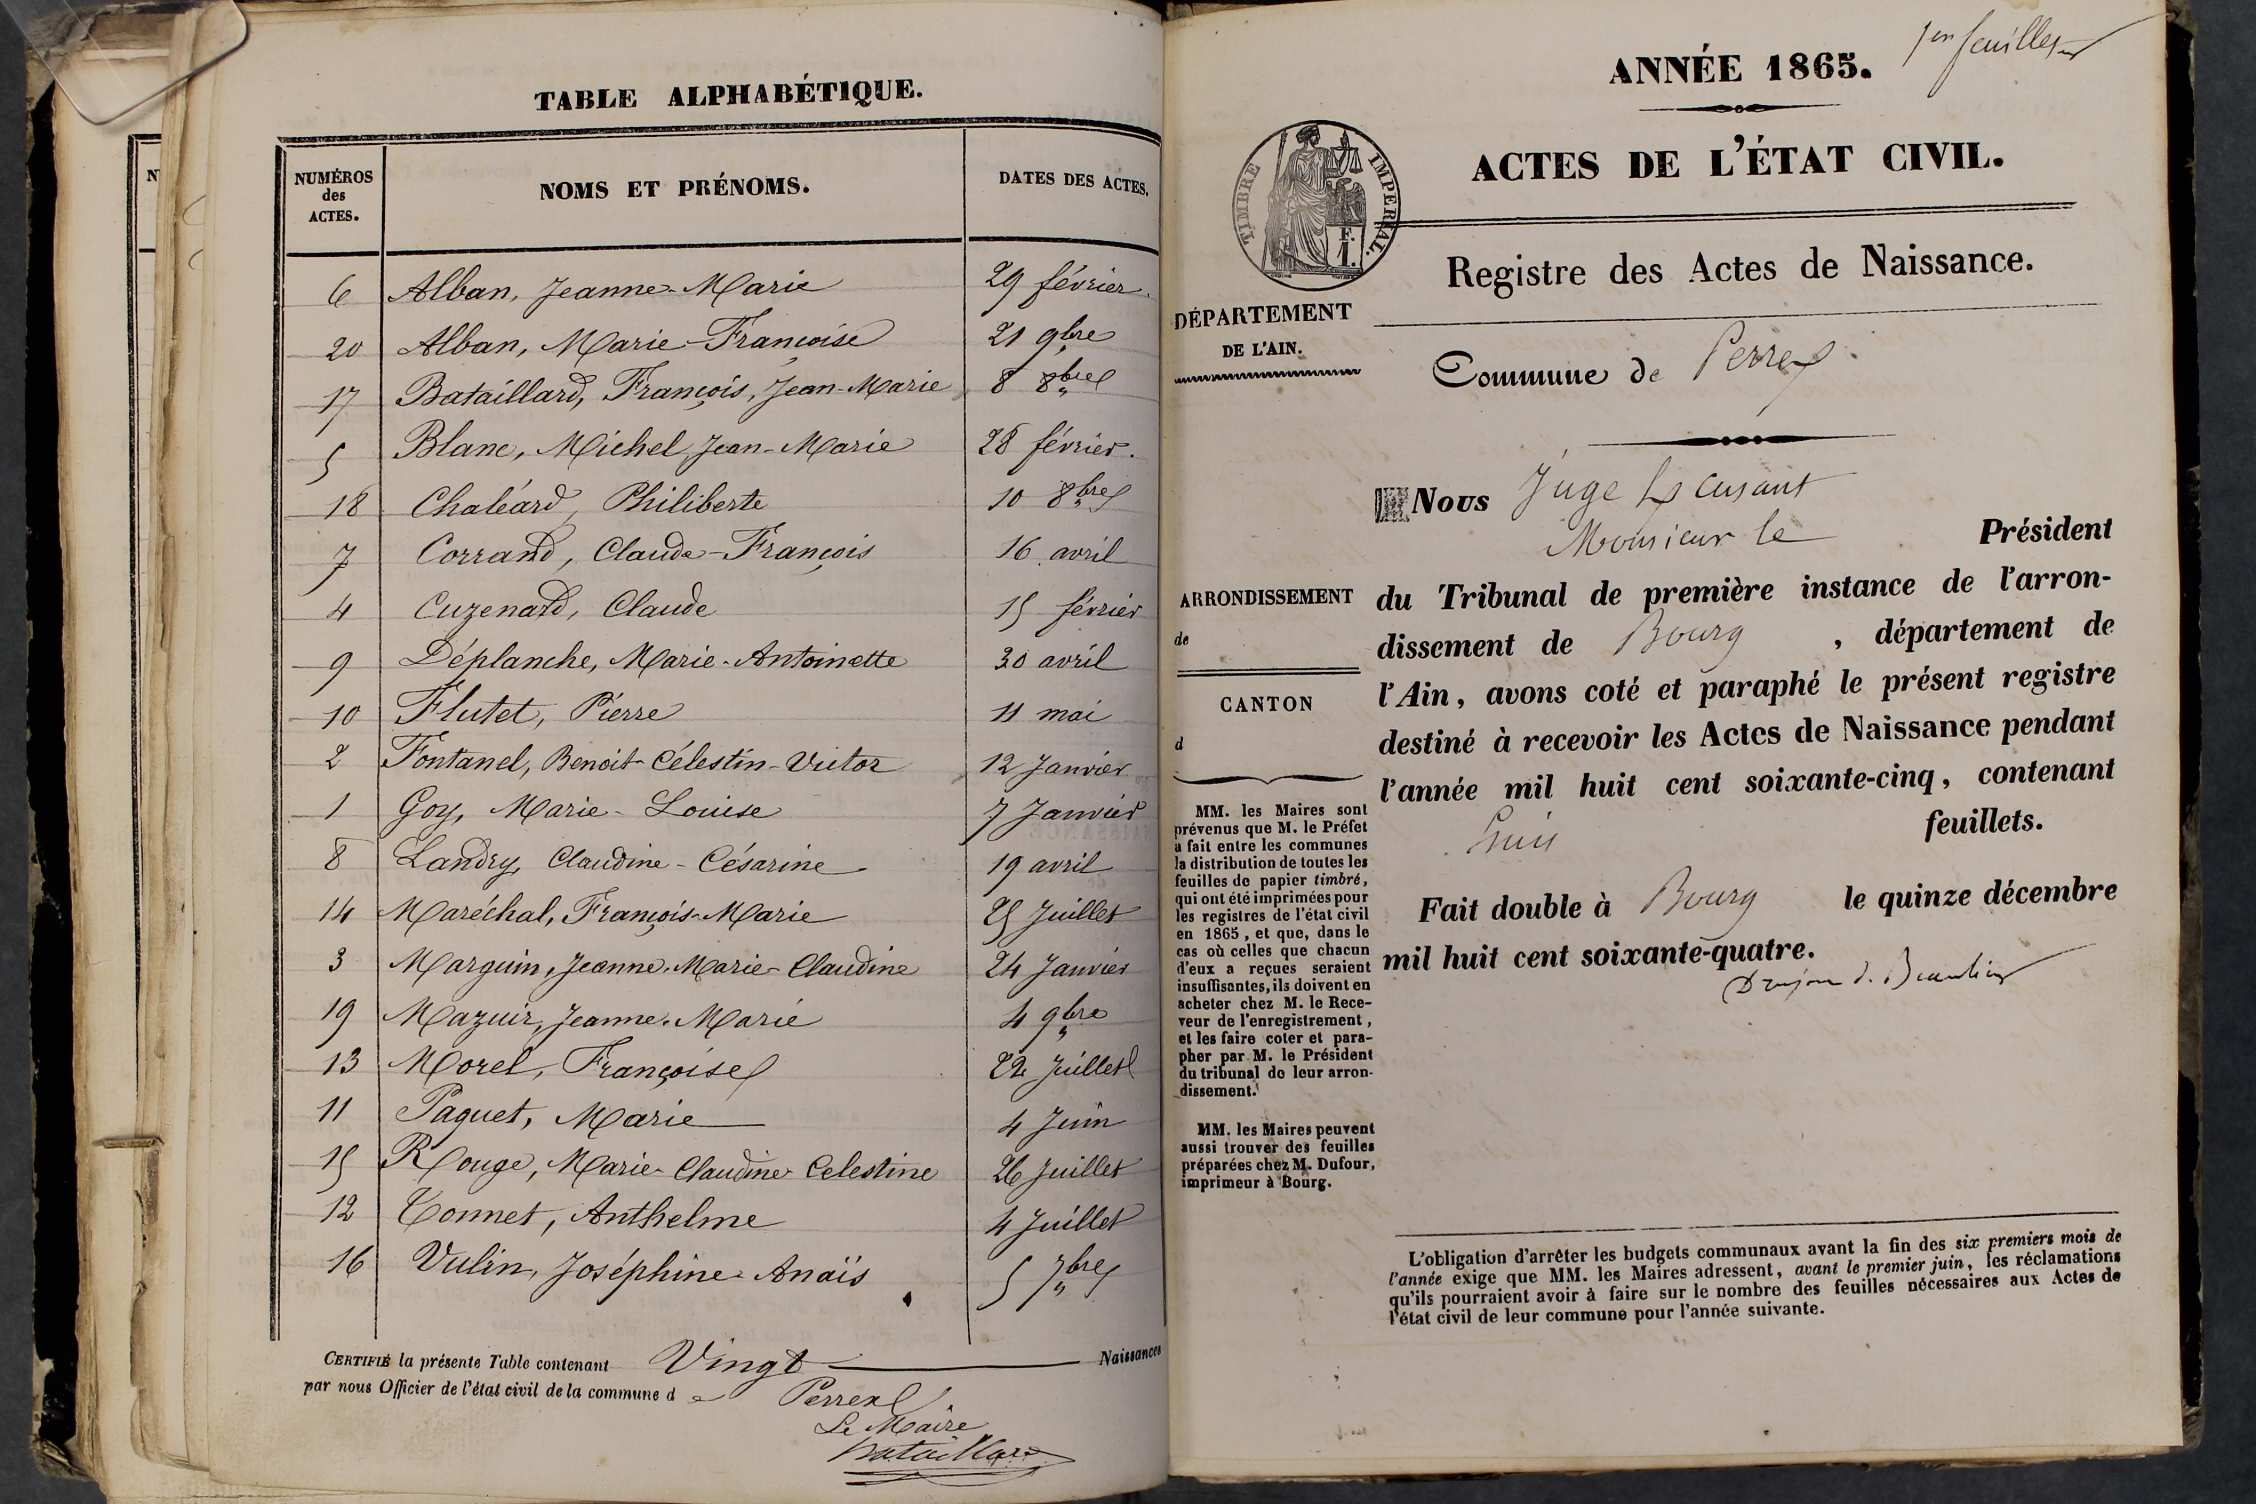 TABLE ALPHABÉTIQUE.
NUMÉROS des ACTES. NOMS ET PRÉNOMS. DATES DES ACTES.
6 Alban, Jeanne-Marie 29 février
20 Alban, Marie-Françoise 21 9bre
17 Bataillard, François, Jean-Marie 8 8bre
5 Blanc, Michel, Jean-Marie 28 février.
18 Chaléard, Philiberte 10 8bre
7 Corrand, Claude-François 16 avril
4 Cuzenard, Claude 15 février
9 Déplanche, Marie-Antoinette 30 avril
10 Flutet, Pierre 11 mai
2 Fontanel, Benoit-Célestin-Victor 12 Janvier
1 Goy, Marie-Louise 7 Janvier
8 Landry, Claudine-Césarine 19 avril
14 Maréchal, François-Marie 25 Juillet
3 Marguin, Jeanne-Marie-Claudine 24 Janvier
19 Mazuir, Jeanne-Marie 4 9bre
13 Morel, Françoise 22 Juillet
11 Paquet, Marie 4 Juin
15 Rouge, Marie-Claudine Celestine 26 Juillet
12 Tonnet, Anthelme 4 Juillet
16 Vulin, Joséphine-Anaïs 5 7bre
CERTIFIÉ la présente Table contenant Vingt Naissances
par nous Officier de l'état civil de la commune de Perrex
Le Maire
Bataillard
1er feuillet
ANNÉE 1865.
ACTES DE L'ÉTAT CIVIL.
TIMBRE IMPÉRIAL.
F.
1.
Registre des Actes de Naissance.
DÉPARTEMENT
DE L'AIN.
Commune de Perrex
Nous Juge
Monsieur le Président
du Tribunal de première instance de l'arron-
dissement de Bourg, département de
l'Ain, avons coté et paraphé le présent registre
destiné à recevoir les Actes de Naissance pendant
l'année mil huit cent soixante-cinq, contenant
huit feuillets.
Fait double à Bourg le quinze décembre
mil huit cent soixante-quatre.
ARRONDISSEMENT
de
CANTON
d
MM. les Maires sont
prévenus que M. le Préfet
a fait entre les communes
la distribution de toutes les
feuilles de papier timbré,
qui ont été imprimées pour
les registres de l'état civil
en 1865, et que, dans le
cas où celles que chacun
d'eux a reçues seraient
insuffisantes, ils doivent en
acheter chez M. le Rece-
veur de l'enregistrement,
et les faire coter et para-
pher par M. le Président
du tribunal de leur arron-
dissement.
MM. les Maires peuvent
aussi trouver des feuilles
préparées chez M. Dufour,
imprimeur à Bourg.
L'obligation d'arrêter les budgets communaux avant la fin des six premiers mois de
l'année exige que MM. les Maires adressent, avant le premier juin, les réclamations
qu'ils pourraient avoir à faire sur le nombre des feuilles nécessaires aux Actes de
l'état civil de leur commune pour l'année suivante.